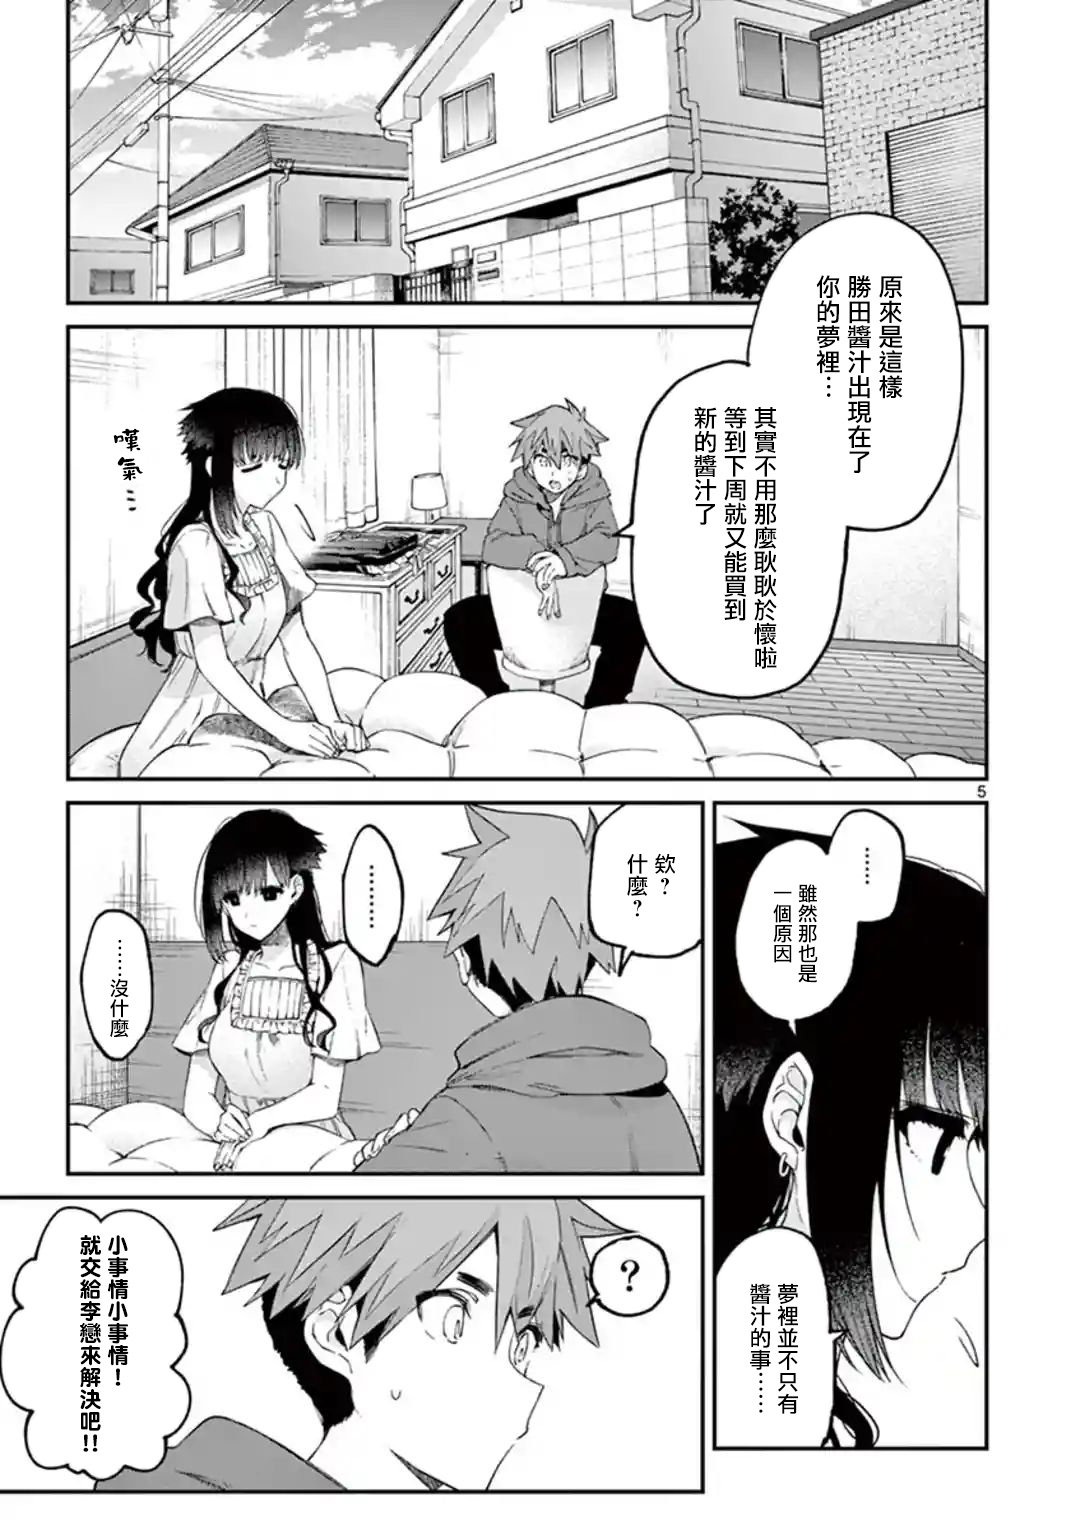 原來是這樣
勝田醬汁出現在了
你的夢裡…
其實不用那麼耿耿於懷啦
等到下周就又能買到
新的醬汁了
嘆氣…
5
……
雖然那也是
一個原因
夢裡並不只有
醬汁的事……
欸？
什麼？
………
……沒什麼
？
小事情小事情！
就交給李戀來解決吧!!